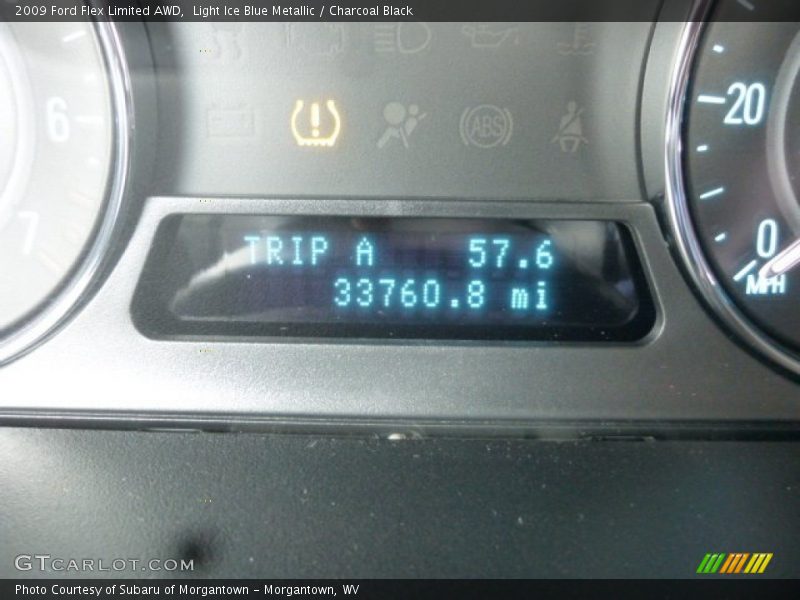 2009 Ford Flex Limited AWD, Light Ice Blue Metallic / Charcoal Black
6
7
ABS
20
0
MPH
TRIP A 57.6
33760.8 mi
GTCARLOT.COM
Photo Courtesy of Subaru of Morgantown - Morgantown, WV